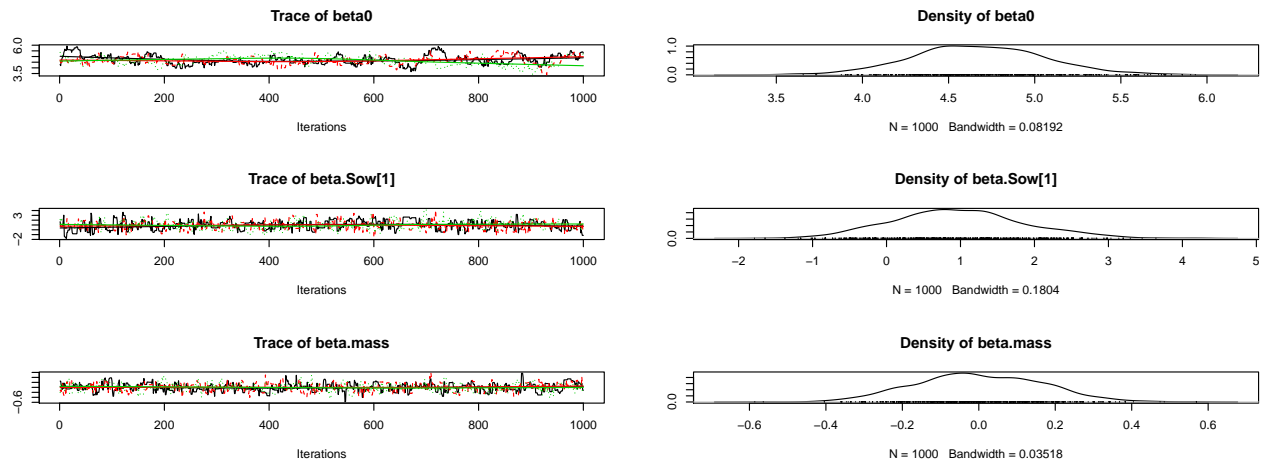 Trace of beta0
3.5 6.0
0 200 400 600 800 1000
Iterations
Density of beta0
0.0 1.0
3.5 4.0 4.5 5.0 5.5 6.0
N = 1000 Bandwidth = 0.08192
Trace of beta.Sow[1]
−2 3
0 200 400 600 800 1000
Iterations
Density of beta.Sow[1]
0.0
−2 −1 0 1 2 3 4 5
N = 1000 Bandwidth = 0.1804
Trace of beta.mass
−0.6
0 200 400 600 800 1000
Iterations
Density of beta.mass
0.0
−0.6 −0.4 −0.2 0.0 0.2 0.4 0.6
N = 1000 Bandwidth = 0.03518